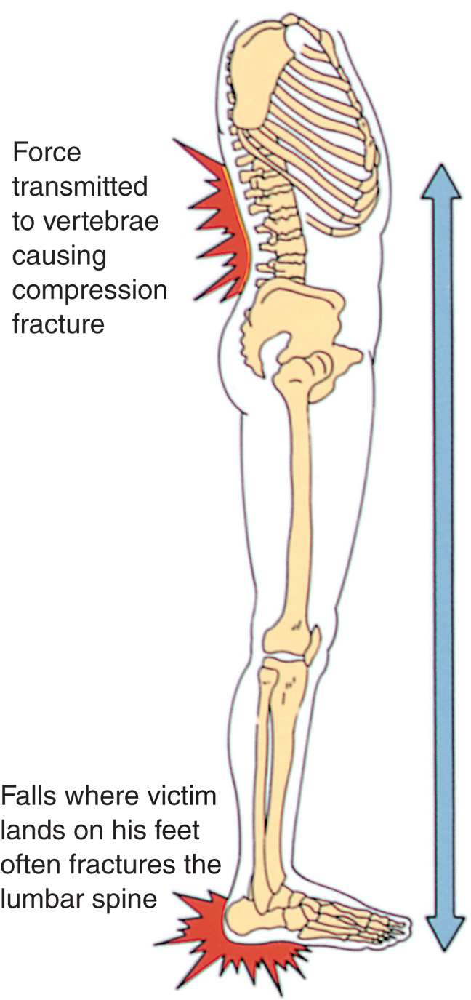 Force
transmitted
to vertebrae
causing
compression
fracture
Falls where victim
lands on his feet
often fractures the
lumbar spine